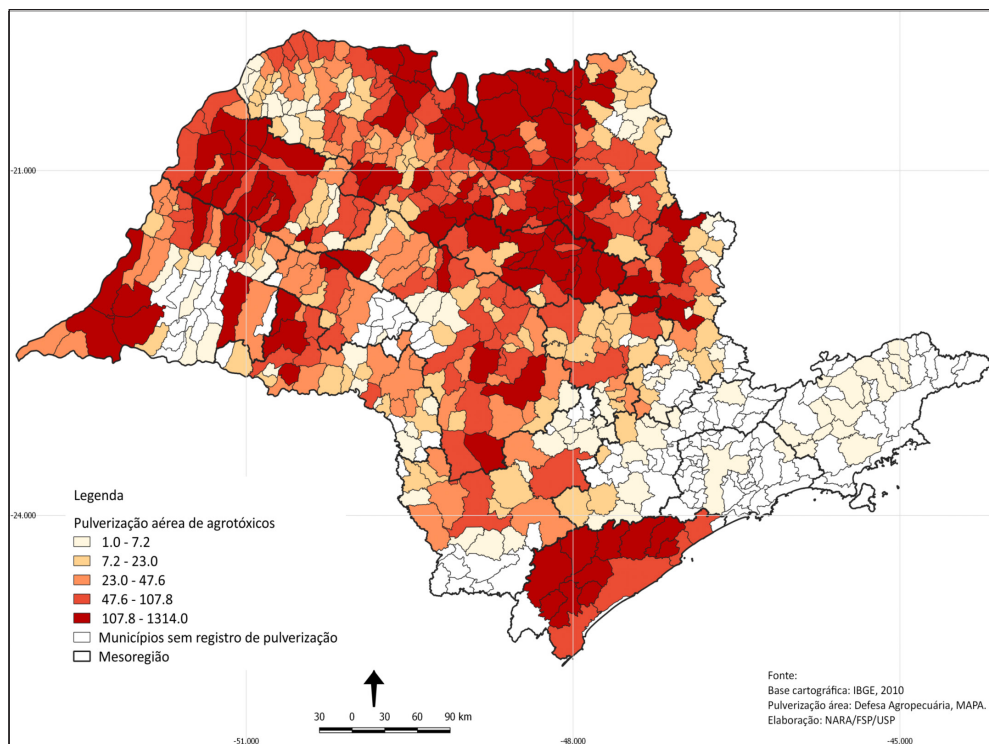 -21.000
-24.000
Legenda
Pulverização aérea de agrotóxicos
1.0 - 7.2
7.2 - 23.0
23.0 - 47.6
47.6 - 107.8
107.8 - 1314.0
Municípios sem registro de pulverização
Mesoregião
30 0 30 60 90 km
Fonte:
Base cartográfica: IBGE, 2010
Pulverização área: Defesa Agropecuária, MAPA.
Elaboração: NARA/FSP/USP
-51.000 -48.000 -45.000